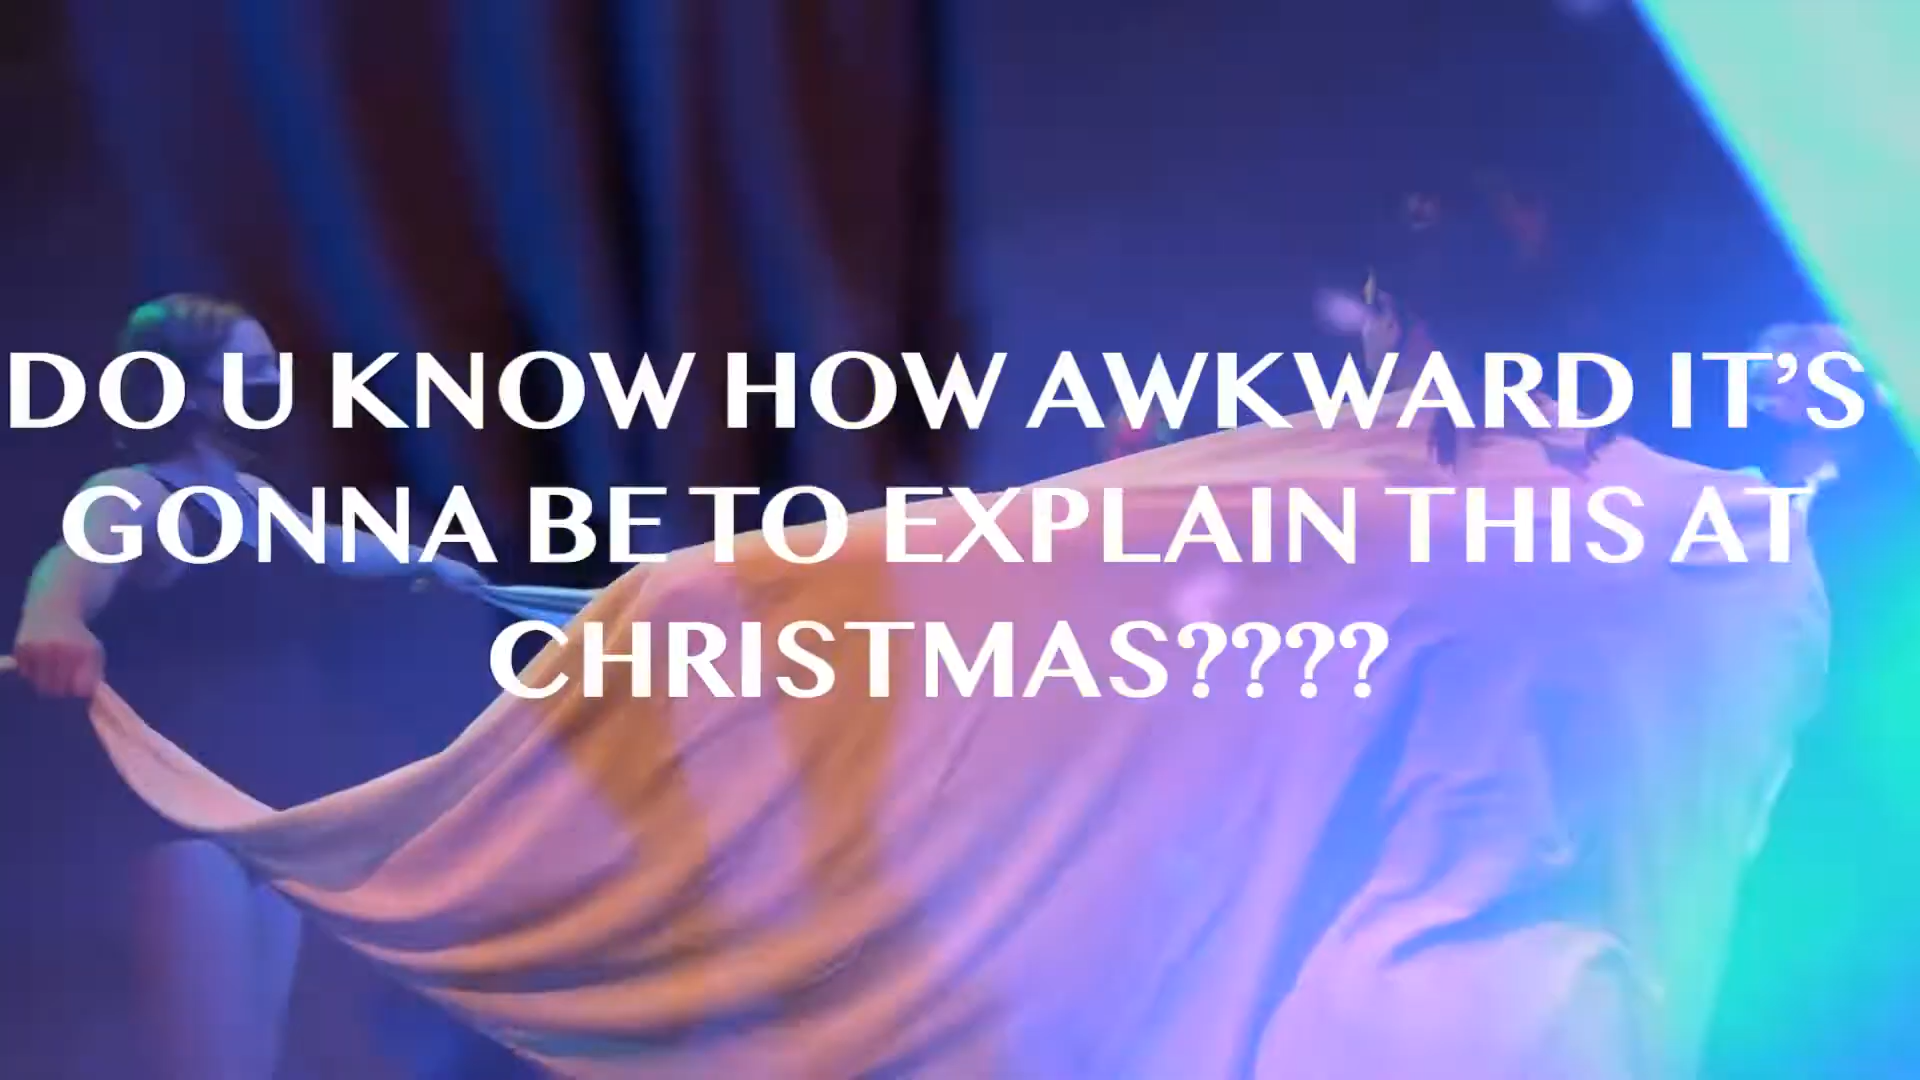 DO U KNOW HOW AWKWARD IT’S
GONNA BE TO EXPLAIN THIS AT
CHRISTMAS????